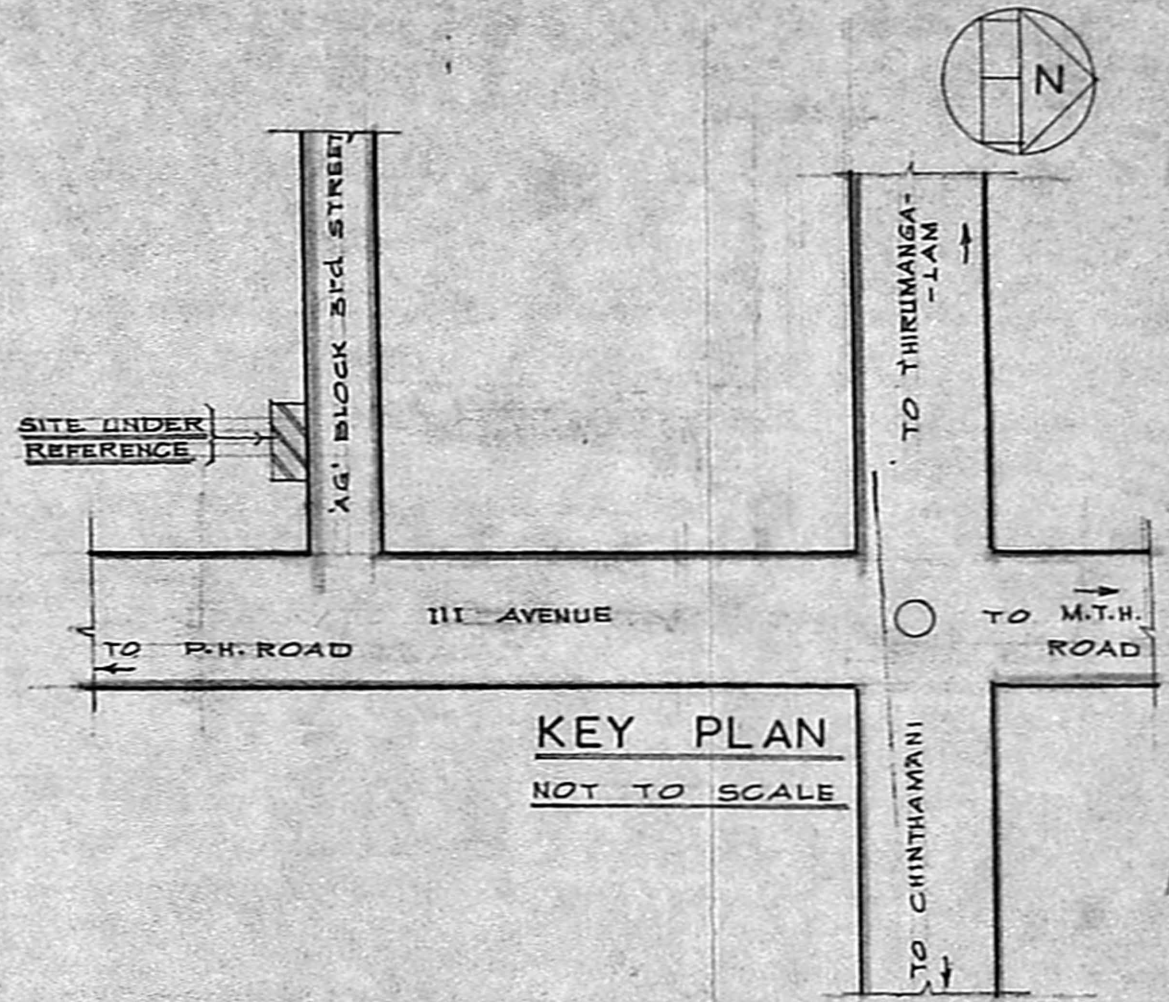 N
'AG' BLOCK 3rd STREET
TO THIRUMANGA-
-LAM
SITE UNDER
REFERENCE
III AVENUE
TO P.H. ROAD
TO M.T.H.
ROAD
KEY PLAN
NOT TO SCALE
TO CHINTHAMANI